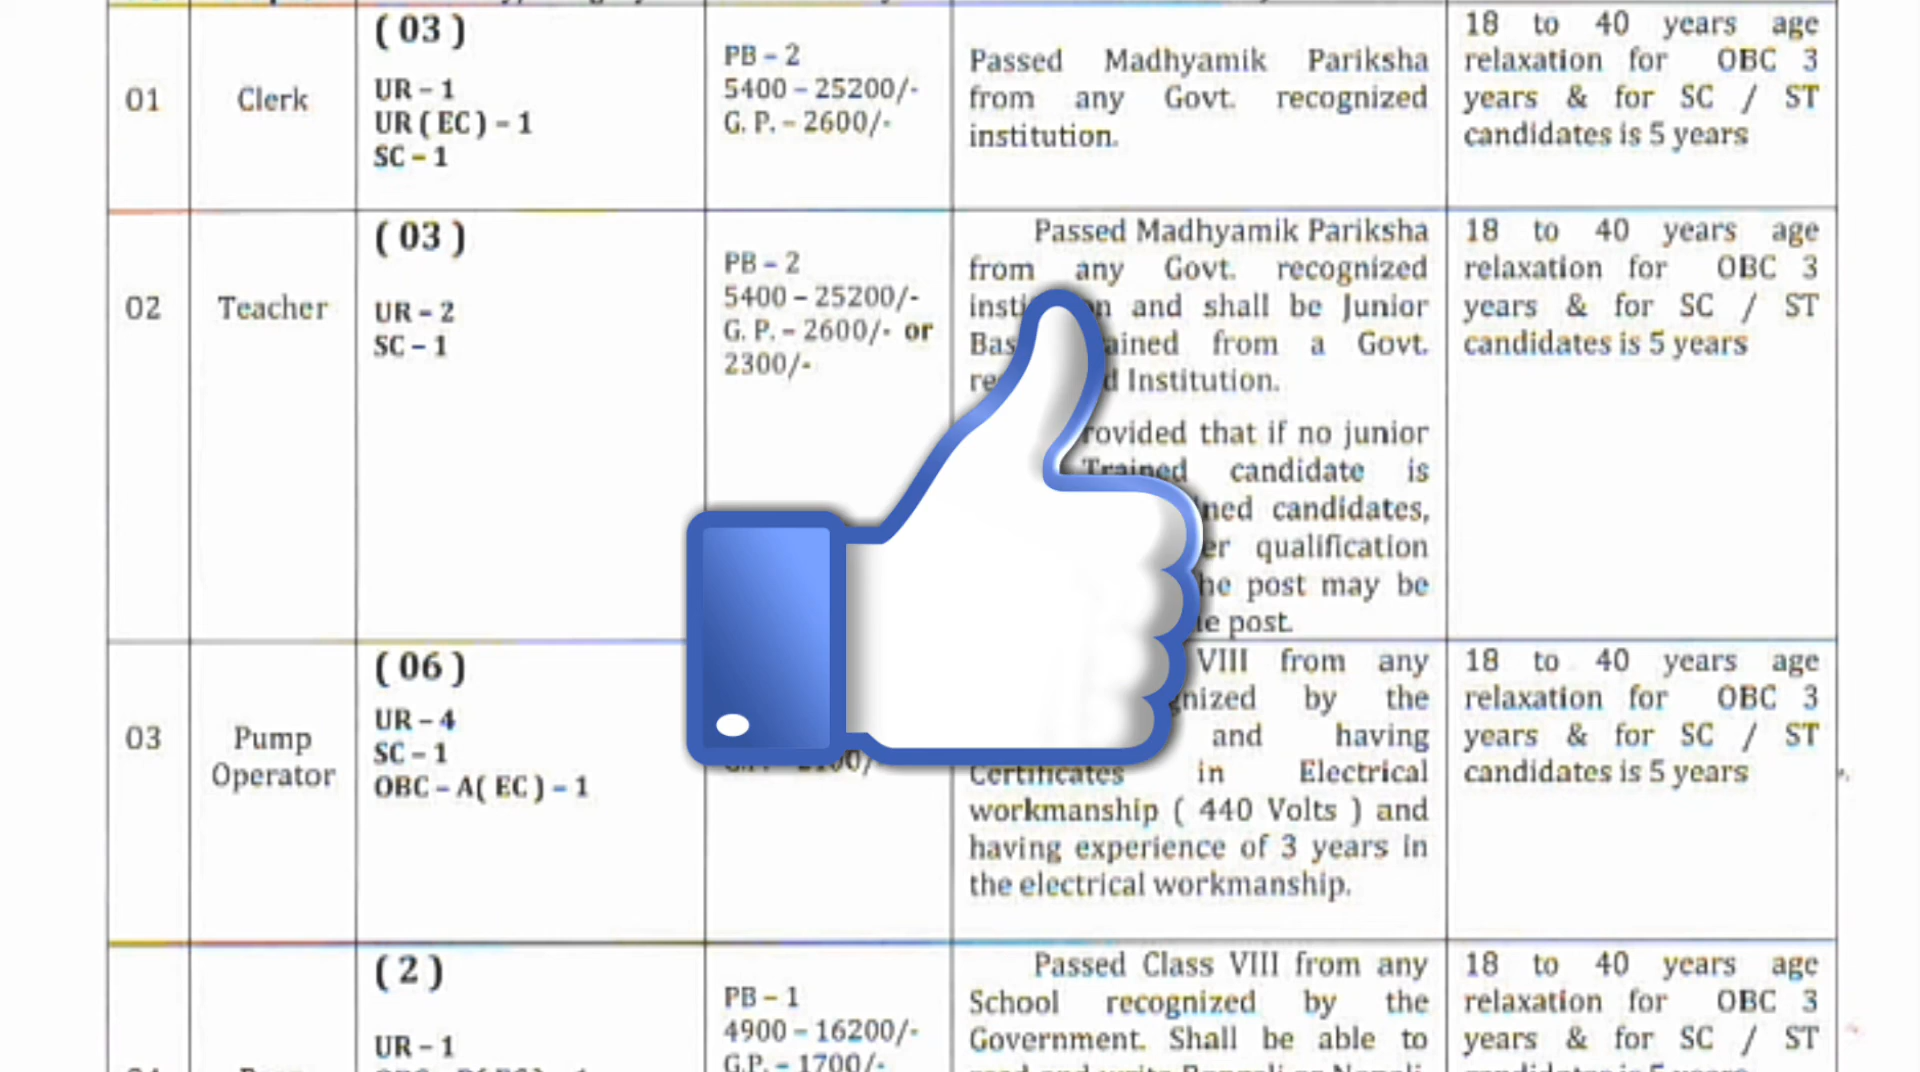 01
Clerk
( 03 )
UR – 1
UR ( EC ) – 1
SC – 1
PB – 2
5400 – 25200/-
G. P. – 2600/-
Passed Madhyamik Pariksha
from any Govt. recognized
institution.
18 to 40 years age
relaxation for OBC 3
years & for SC / ST
candidates is 5 years
02
Teacher
( 03 )
UR – 2
SC – 1
PB – 2
5400 – 25200/-
G. P. – 2600/- or
2300/-
Passed Madhyamik Pariksha
from any Govt. recognized
and shall be Junior
from a Govt.
Institution.
that if no junior
Trained candidate is
candidates,
qualification
post may be
post.
18 to 40 years age
relaxation for OBC 3
years & for SC / ST
candidates is 5 years
03
Pump
Operator
( 06 )
UR – 4
SC – 1
OBC – A( EC ) – 1
VIII from any
by the
and having
Certificates in Electrical
workmanship ( 440 Volts ) and
having experience of 3 years in
the electrical workmanship.
18 to 40 years age
relaxation for OBC 3
years & for SC / ST
candidates is 5 years
( 2 )
UR – 1
PB – 1
4900 – 16200/-
G.P. – 1700/-
Passed Class VIII from any
School recognized by the
Government. Shall be able to
18 to 40 years age
relaxation for OBC 3
years & for SC / ST